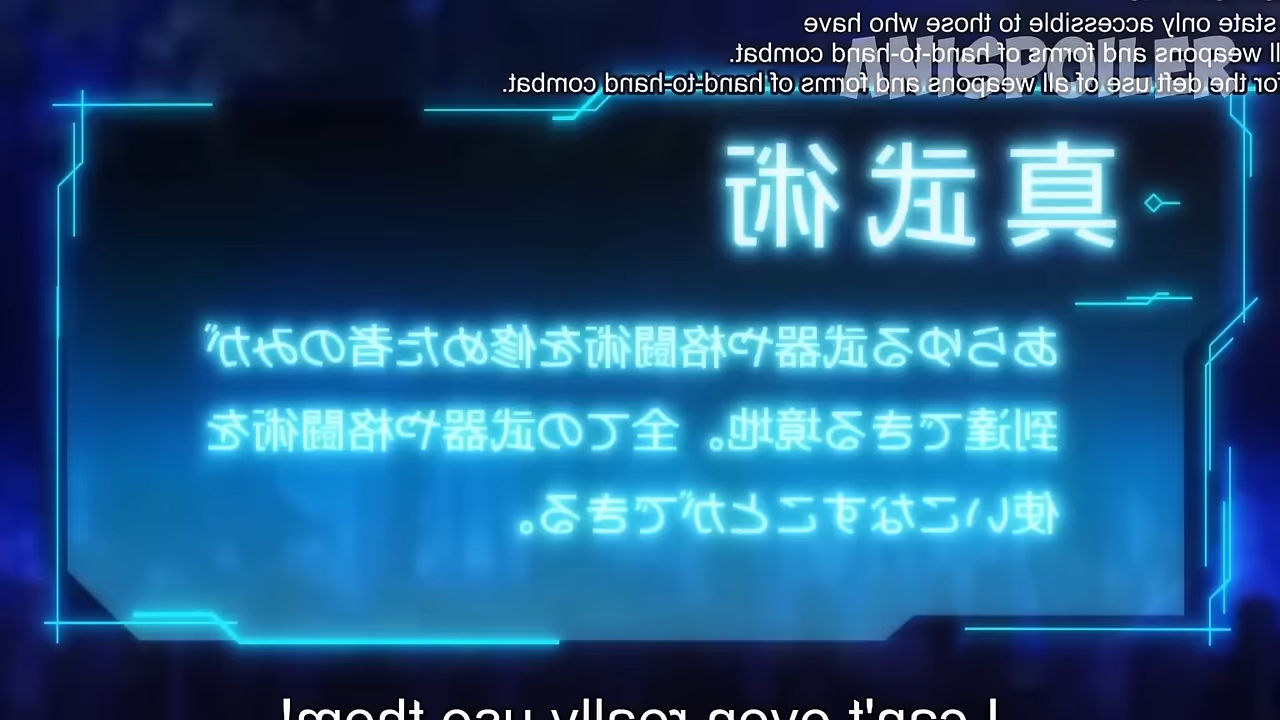 state only accessible to those who have
ll weapons and forms of hand-to-hand combat.
for the deft use of all weapons and forms of hand-to-hand combat.
ANISPOILER
真武術
あらゆる武器や格闘術を修めた者のみが
到達できる境地。全ての武器や格闘術を
使いこなすことができる。
I can't even really use them!